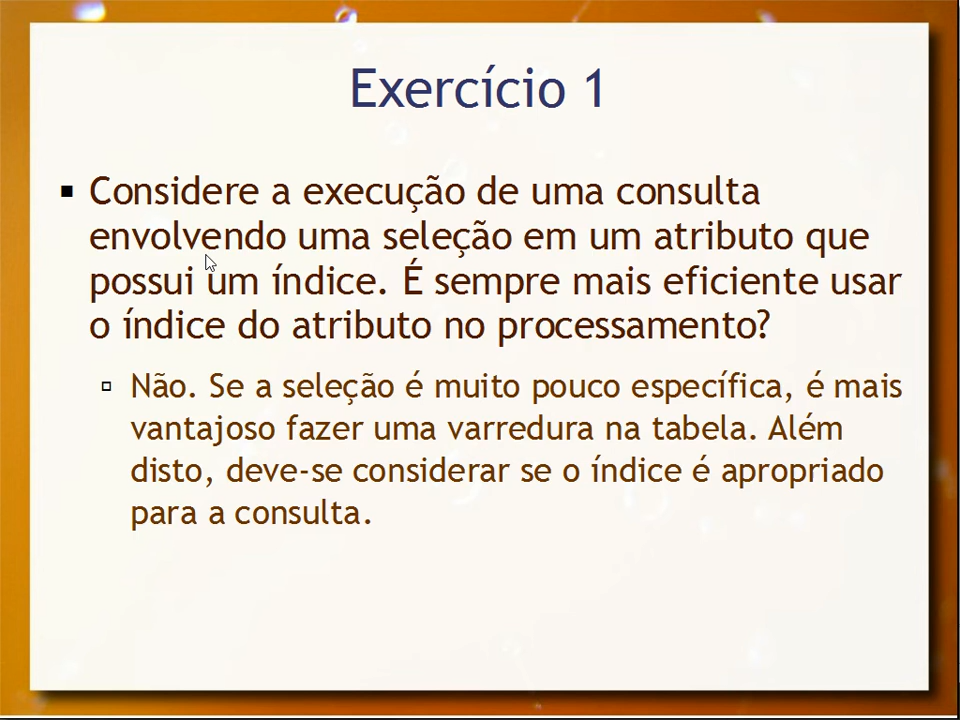 Exercício 1
Considere a execução de uma consulta
envolvendo uma seleção em um atributo que
possui um índice. É sempre mais eficiente usar
o índice do atributo no processamento?
Não. Se a seleção é muito pouco específica, é mais
vantajoso fazer uma varredura na tabela. Além
disto, deve-se considerar se o índice é apropriado
para a consulta.